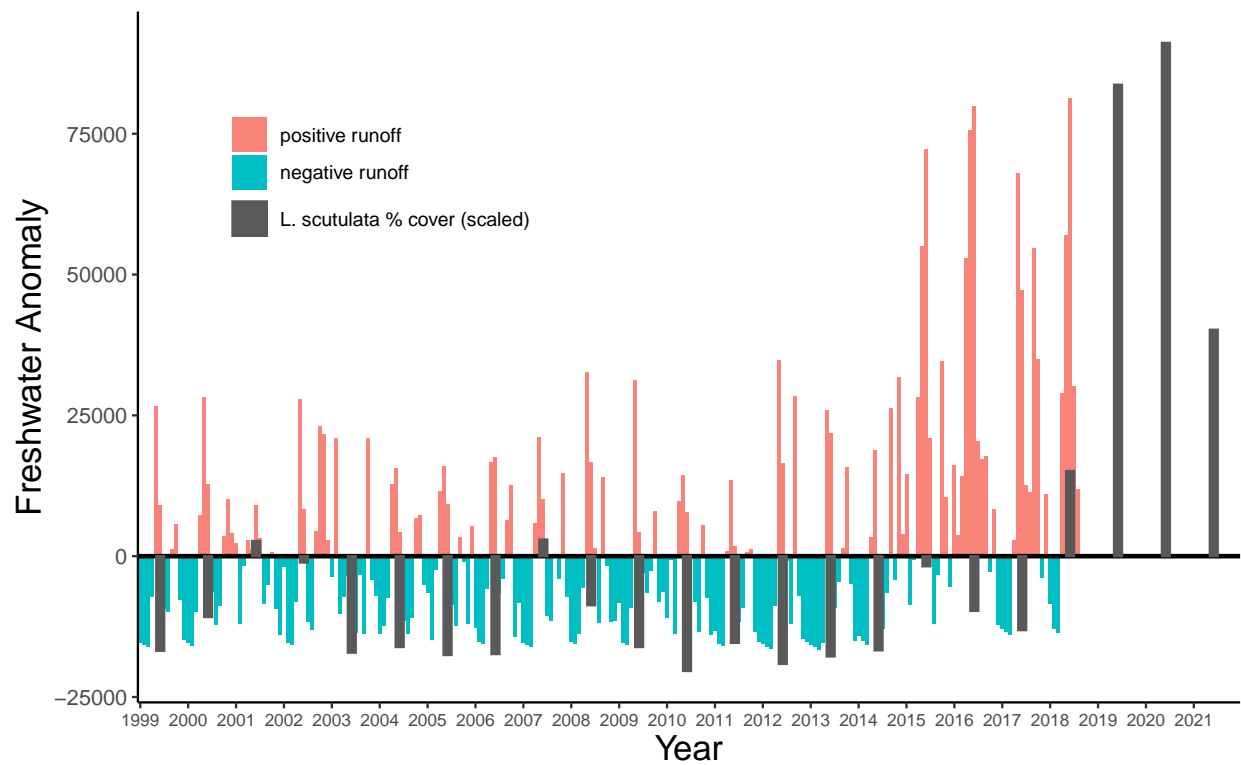 Freshwater Anomaly
75000
50000
25000
0
−25000
positive runoff
negative runoff
L. scutulata % cover (scaled)
1999 2000 2001 2002 2003 2004 2005 2006 2007 2008 2009 2010 2011 2012 2013 2014 2015 2016 2017 2018 2019 2020 2021
Year